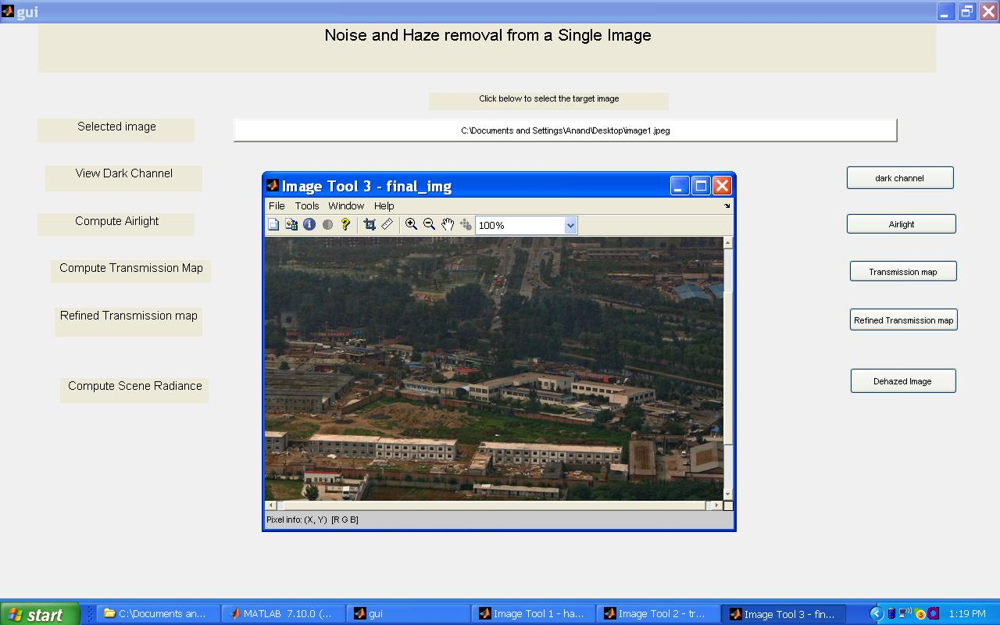 gui
Noise and Haze removal from a Single Image
Click below to select the target image
Selected image
C:\Documents and Settings\Anand\Desktop\image1.jpeg
View Dark Channel
dark channel
Image Tool 3 - final_img
File Tools Window Help
100%
Compute Airlight
Airlight
Compute Transmission Map
Transmission map
Refined Transmission map
Refined Transmission map
Compute Scene Radiance
Dehazed Image
Pixel info: (X, Y) [R G B]
start
C:\Documents an...
MATLAB 7.10.0 (...
gui
Image Tool 1 - ha...
Image Tool 2 - tr...
Image Tool 3 - fin...
1:19 PM